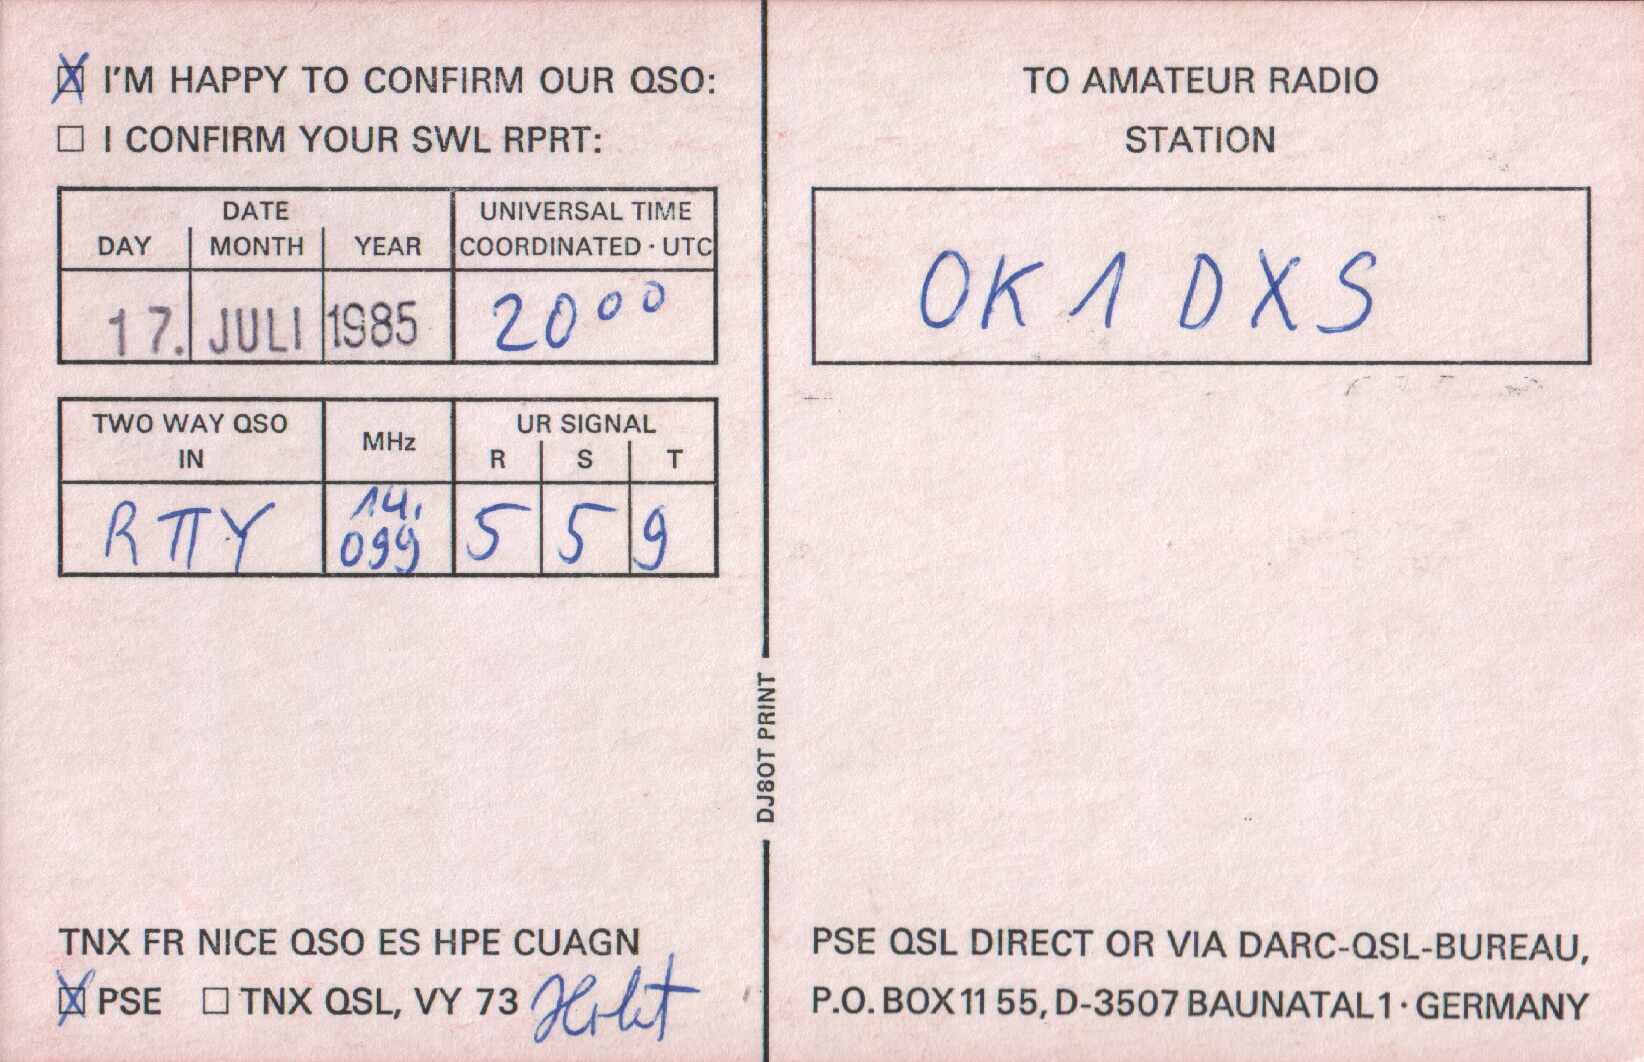 I'M HAPPY TO CONFIRM OUR QSO:
I CONFIRM YOUR SWL RPRT:
DATE
DAY MONTH YEAR
UNIVERSAL TIME
COORDINATED · UTC
17. JULI 1985 20⁰⁰
TWO WAY QSO
IN
MHz
UR SIGNAL
R S T
RTTY
14.
099
5 5 9
TNX FR NICE QSO ES HPE CUAGN
PSE TNX QSL, VY 73
DJ8OT PRINT
TO AMATEUR RADIO
STATION
OK1DXS
PSE QSL DIRECT OR VIA DARC-QSL-BUREAU,
P.O. BOX 11 55, D-3507 BAUNATAL 1 · GERMANY